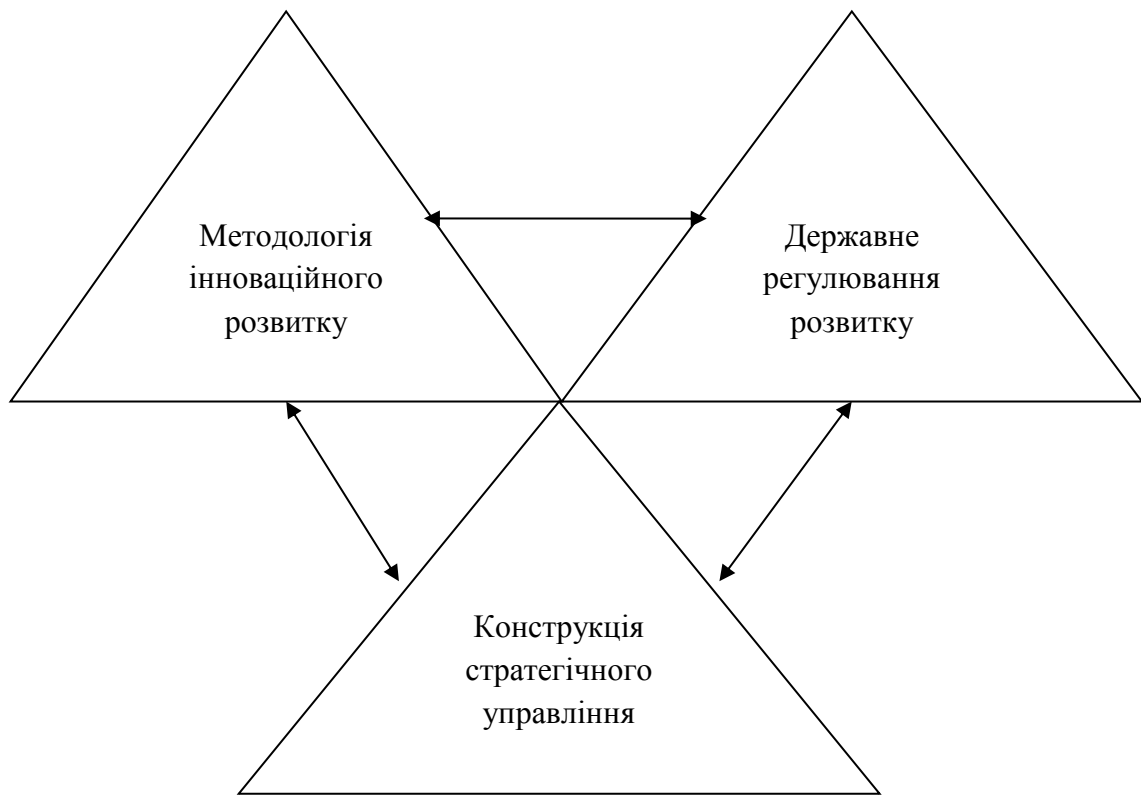 Методологія
інноваційного
розвитку
Державне
регулювання
розвитку
Конструкція
стратегічного
управління